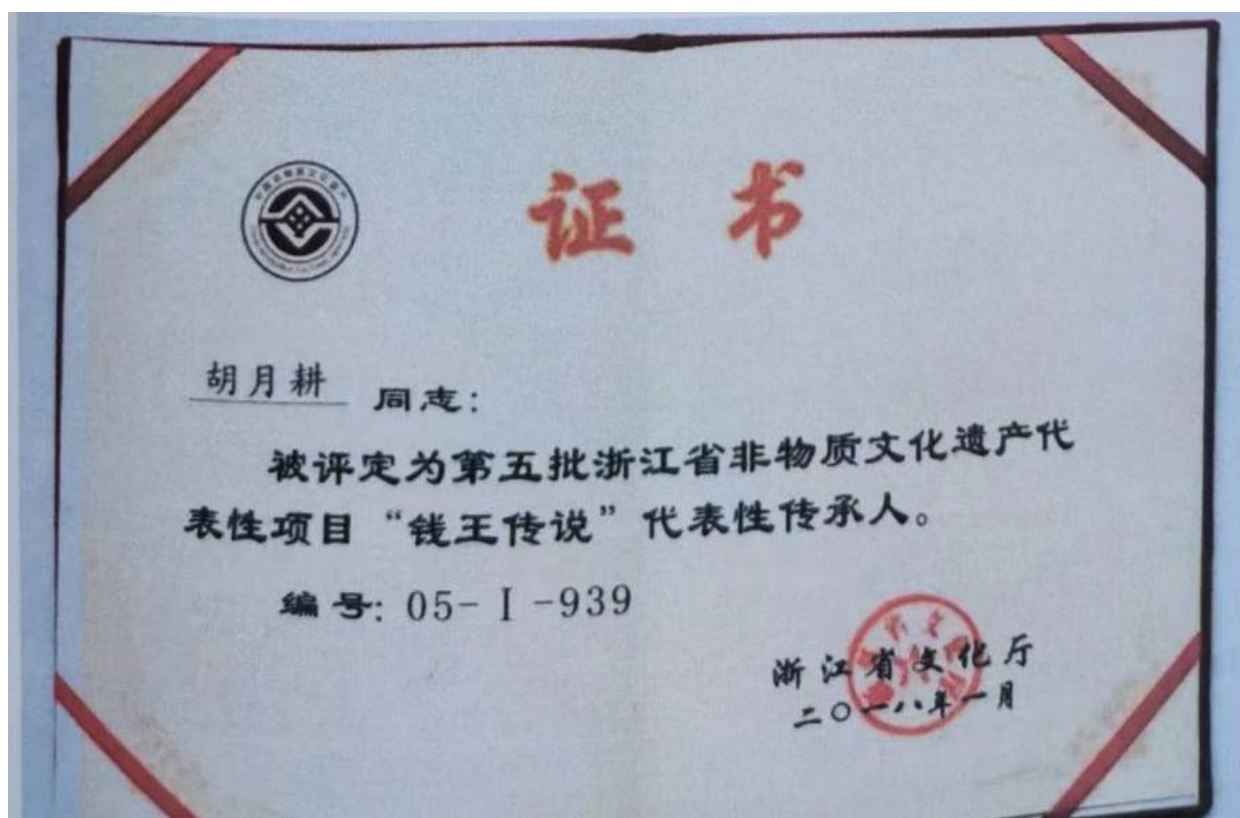 证 书
胡月耕 同志：
被评定为第五批浙江省非物质文化遗产代
表性项目“钱王传说”代表性传承人。
编号: 05-Ⅰ-939
浙江省文化厅
二〇一八年一月